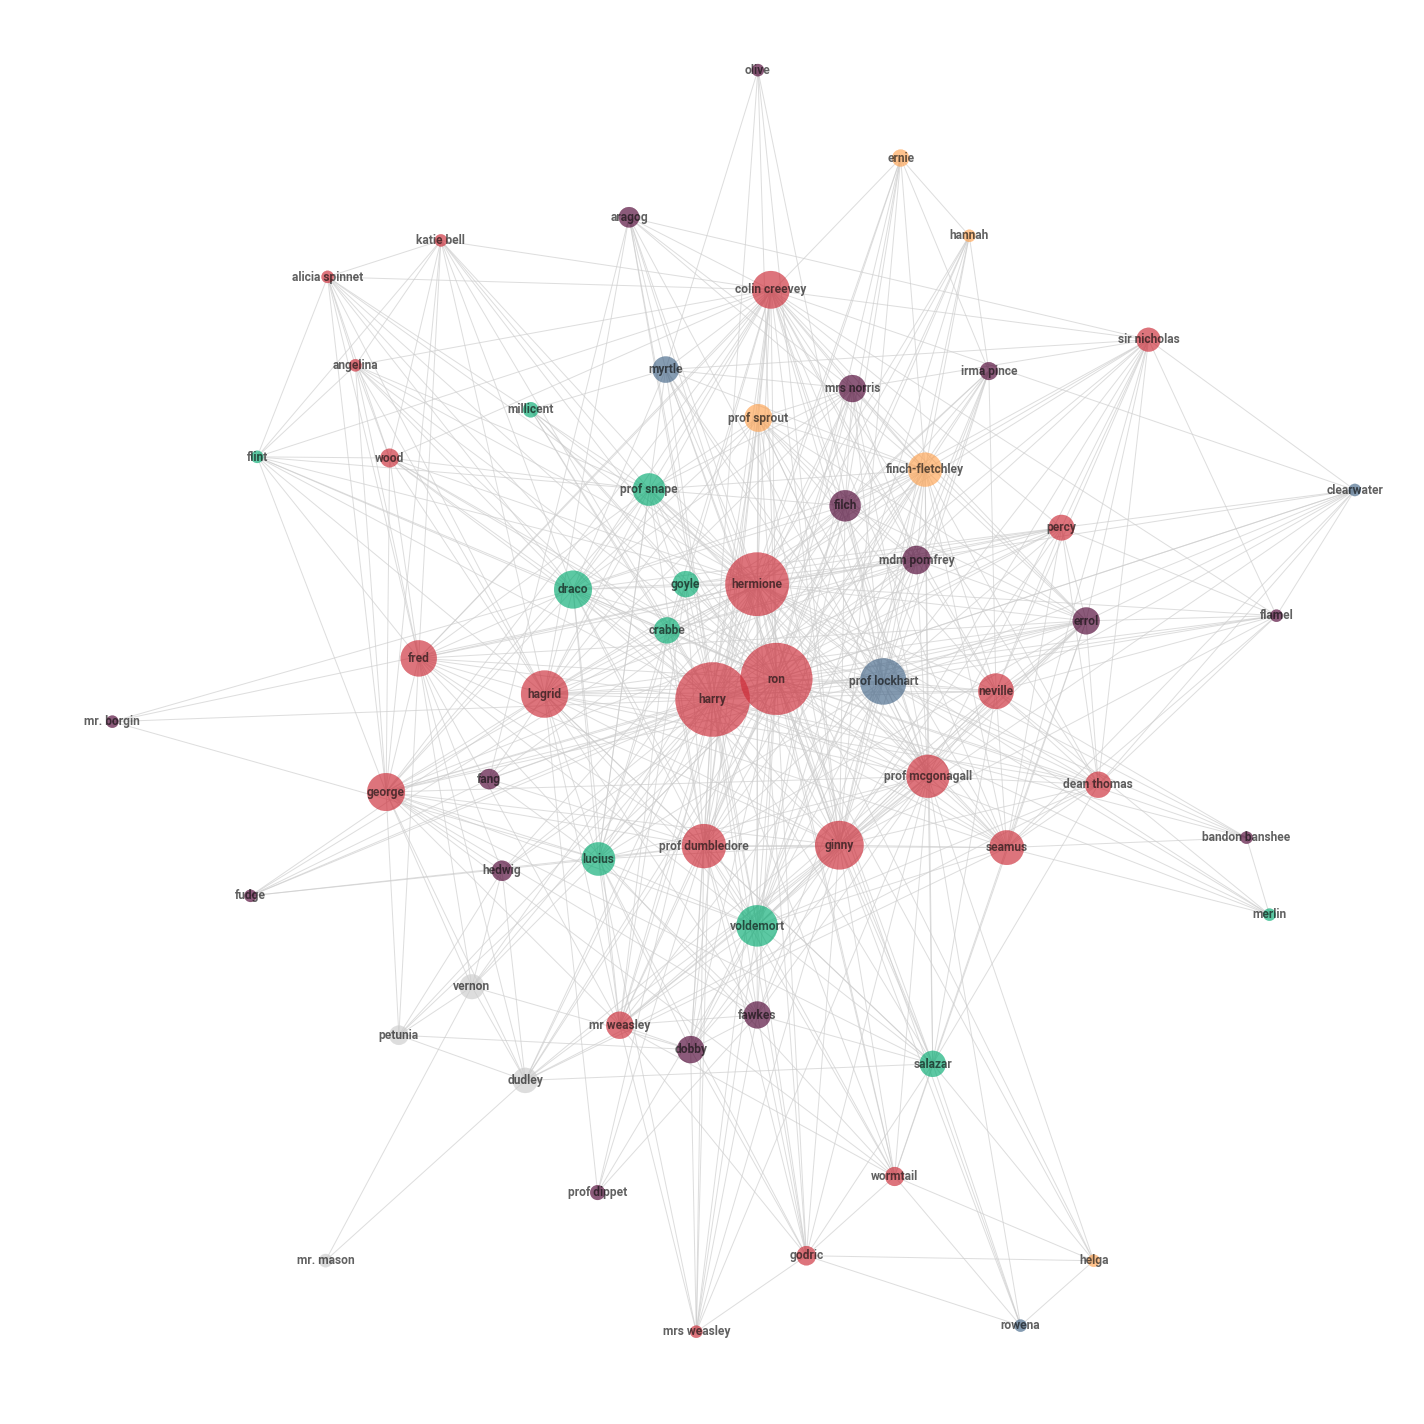 olive
ernie
aragog
hannah
katie bell
alicia spinnet
colin creevey
sir nicholas
angelina
myrtle
irma pince
mrs norris
millicent
prof sprout
flint
wood
finch-fletchley
prof snape
clearwater
filch
percy
mdm pomfrey
hermione
draco
goyle
flamel
errol
crabbe
fred
ron
prof lockhart
hagrid
neville
harry
mr. borgin
fang
prof mcgonagall
dean thomas
george
bandon banshee
prof dumbledore
ginny
seamus
lucius
hedwig
fudge
merlin
voldemort
vernon
fawkes
mr weasley
petunia
dobby
salazar
dudley
wormtail
prof dippet
godric
mr. mason
helga
rowena
mrs weasley